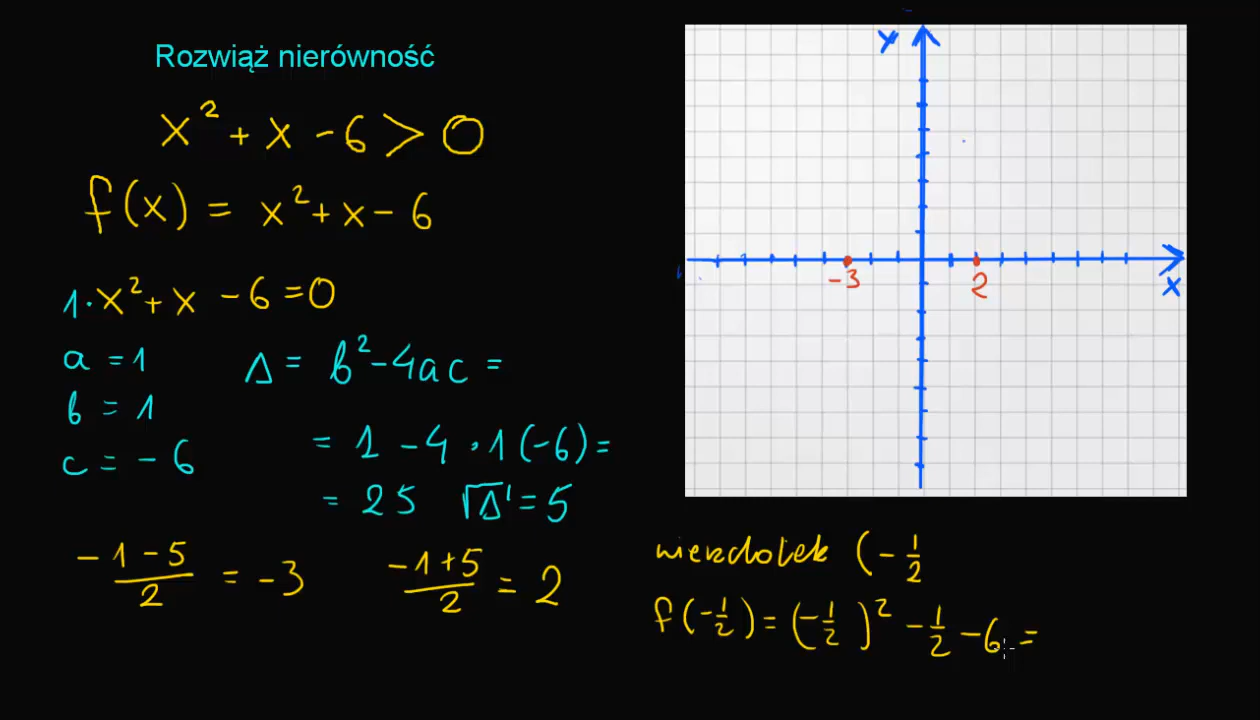 Rozwiąż nierówność
x² + x - 6 > 0
f(x) = x² + x - 6
1·x² + x - 6 = 0
a = 1
b = 1
c = -6
Δ = b² - 4ac =
= 1 - 4·1(-6) =
= 25 √Δ = 5
(-1-5)/2 = -3
(-1+5)/2 = 2
y
-3
2
x
wierzchołek (-1/2
f(-1/2) = (-1/2)² - 1/2 - 6 =